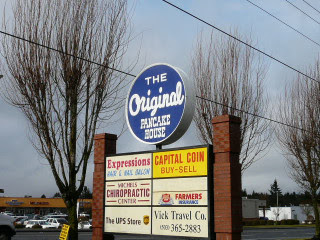 THE
Original
PANCAKE
HOUSE
Expressions
HAIR & NAIL SALON
CAPITAL COIN
BUY-SELL
MICHELS
CHIROPRACTIC
CENTER
FARMERS
INSURANCE
The UPS Store
Vick Travel Co.
(503) 365-2883